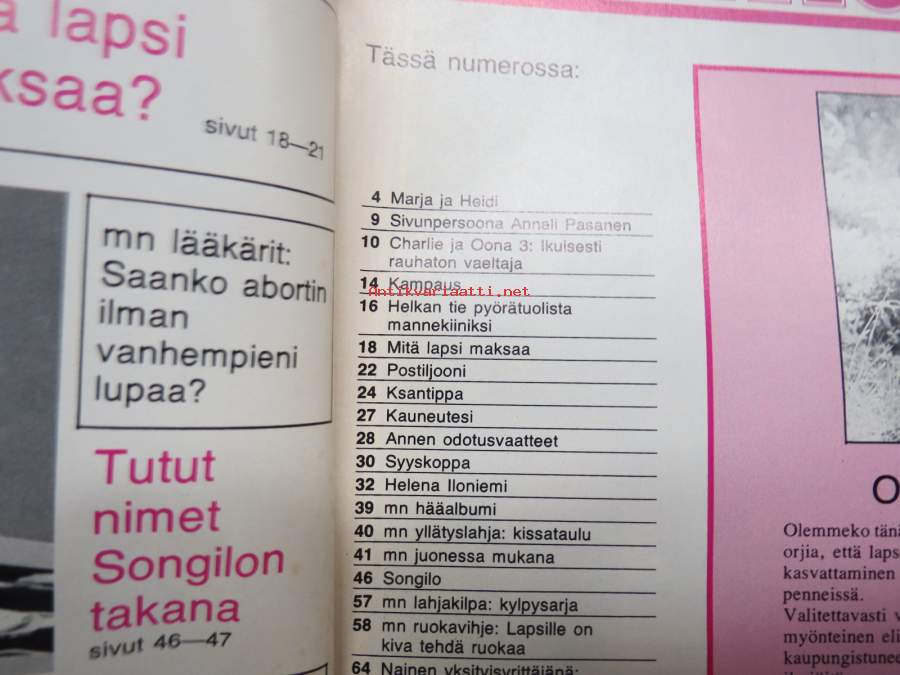 lapsi
ksaa?
sivut 18—21
mn lääkärit:
Saanko abortin
ilman
vanhempieni
lupaa?
Tutut
nimet
Songilon
takana
sivut 46—47
Tässä numerossa:
4 Marja ja Heidi
9 Sivunpersoona Anneli Pasanen
10 Charlie ja Oona 3: Ikuisesti
rauhaton vaeltaja
14 Kampaus
Antikvariaatti.net
16 Helkan tie pyörätuolista
mannekiiniksi
18 Mitä lapsi maksaa
22 Postiljooni
24 Ksantippa
27 Kauneutesi
28 Annen odotusvaatteet
30 Syyskoppa
32 Helena Iloniemi
39 mn hääalbumi
40 mn yllätyslahja: kissataulu
41 mn juonessa mukana
46 Songilo
57 mn lahjakilpa: kylpysarja
58 mn ruokavihje: Lapsille on
kiva tehdä ruokaa
64 Nainen yksityisyrittäjänä:
O
Olemmeko tänä
orjia, että laps
kasvattaminen
penneissä.
Valitettavasti v
myönteinen eli
kaupungistunee